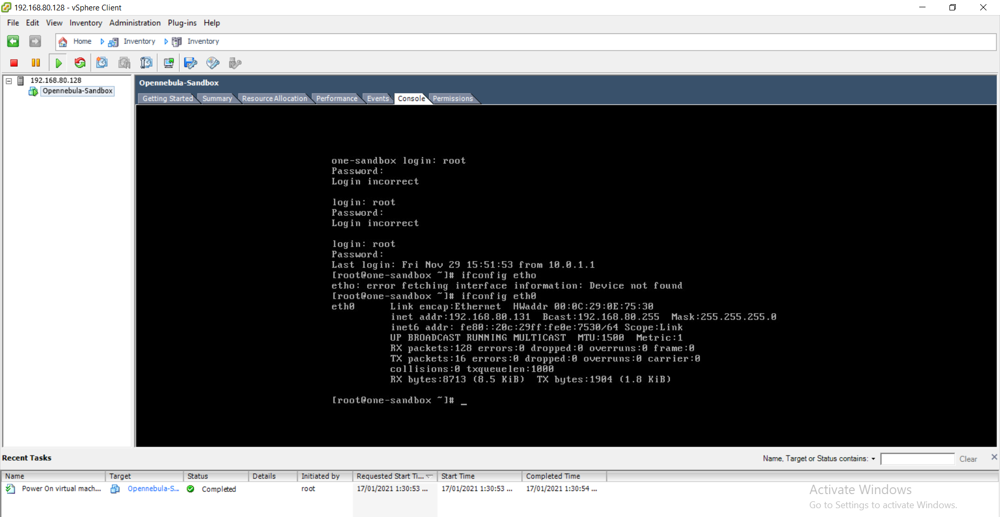 192.168.80.128 - vSphere Client
File Edit View Inventory Administration Plug-ins Help
Home Inventory Inventory
192.168.80.128
Opennebula-Sandbox
Opennebula-Sandbox
Getting Started Summary Resource Allocation Performance Events Console Permissions
one-sandbox login: root
Password:
Login incorrect
login: root
Password:
Login incorrect
login: root
Password:
Last login: Fri Nov 29 15:51:53 from 10.0.1.1
[root@one-sandbox ~]# ifconfig etho
etho: error fetching interface information: Device not found
[root@one-sandbox ~]# ifconfig eth0
eth0 Link encap:Ethernet HWaddr 00:0C:29:0E:75:30
inet addr:192.168.80.131 Bcast:192.168.80.255 Mask:255.255.255.0
inet6 addr: fe80::20c:29ff:fe0e:7530/64 Scope:Link
UP BROADCAST RUNNING MULTICAST MTU:1500 Metric:1
RX packets:128 errors:0 dropped:0 overruns:0 frame:0
TX packets:16 errors:0 dropped:0 overruns:0 carrier:0
collisions:0 txqueuelen:1000
RX bytes:8713 (8.5 KiB) TX bytes:1904 (1.8 KiB)
[root@one-sandbox ~]# _
Recent Tasks
Name, Target or Status contains: Clear
Name Target Status Details Initiated by Requested Start Ti... Start Time Completed Time
Power On virtual mach... Opennebula-S... Completed root 17/01/2021 1:30:53 ... 17/01/2021 1:30:53 ... 17/01/2021 1:30:54 ...
Activate Windows
Go to Settings to activate Windows.